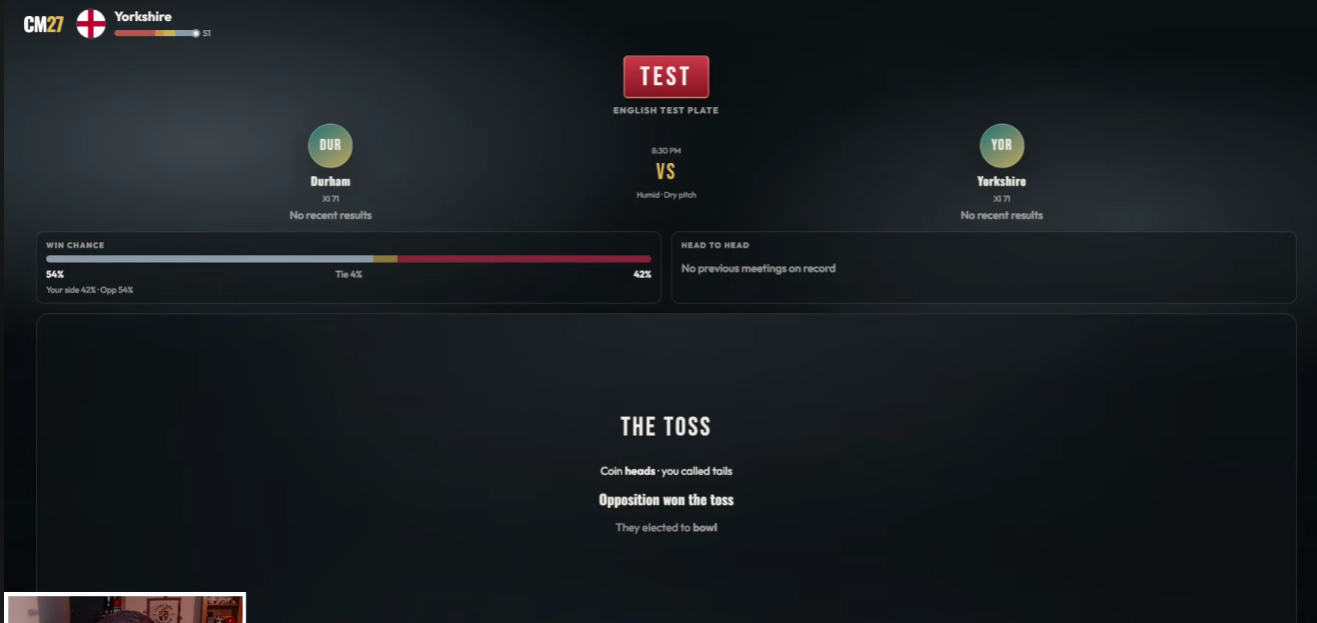 CM27
Yorkshire
51
TEST
ENGLISH TEST PLATE
DUR
Durham
XI 71
No recent results
8:30 PM
VS
Humid · Dry pitch
YOR
Yorkshire
XI 71
No recent results
WIN CHANCE
54%
Tie 4%
42%
Your side 42% · Opp 54%
HEAD TO HEAD
No previous meetings on record
THE TOSS
Coin heads · you called tails
Opposition won the toss
They elected to bowl